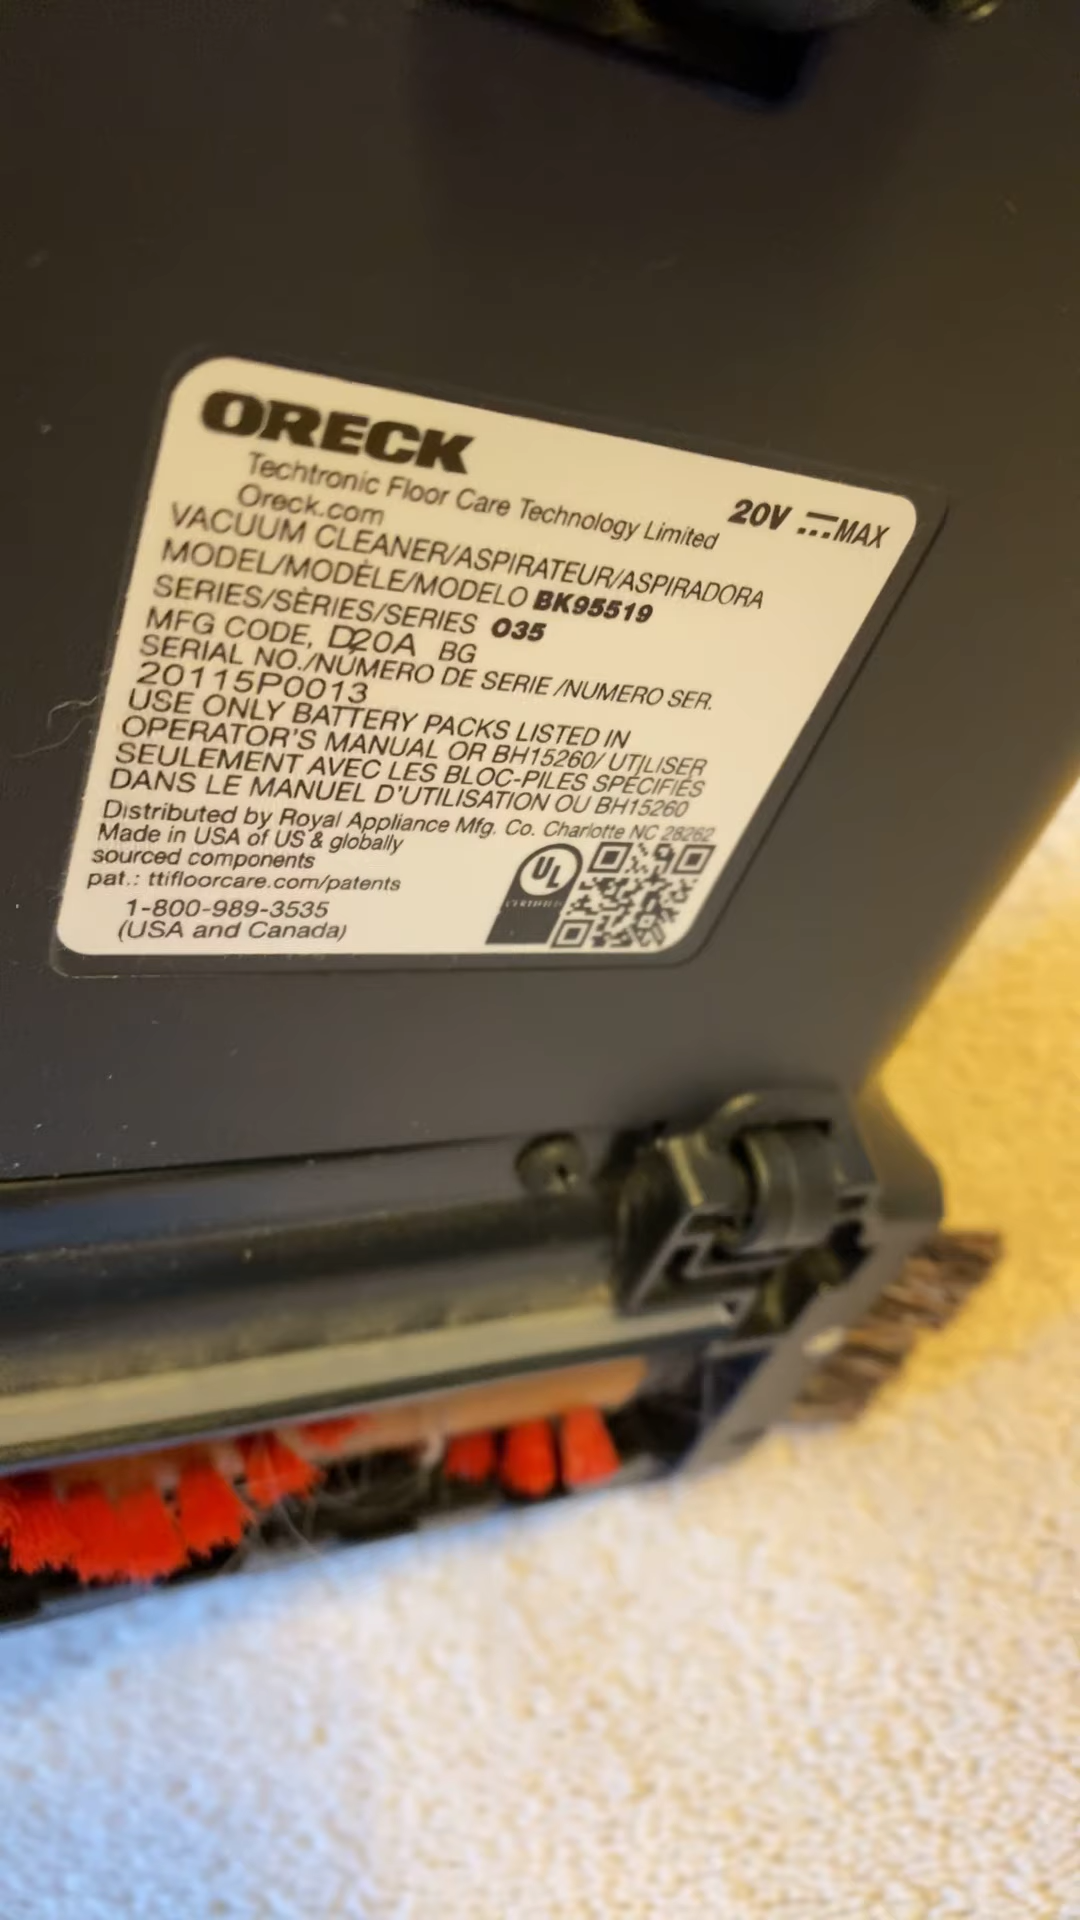 ORECK
Techtronic Floor Care Technology Limited
20V MAX
Oreck.com
VACUUM CLEANER/ASPIRATEUR/ASPIRADORA
MODEL/MODÈLE/MODELO BK95519
SERIES/SÈRIES/SERIES 035
MFG CODE, D20A BG
SERIAL NO./NÚMERO DE SERIE /NUMERO SER.
20115P0013
USE ONLY BATTERY PACKS LISTED IN
OPERATOR'S MANUAL OR BH15260/ UTILISER
SEULEMENT AVEC LES BLOC-PILES SPÉCIFIÉS
DANS LE MANUEL D'UTILISATION OU BH15260
Distributed by Royal Appliance Mfg. Co. Charlotte NC 28262
Made in USA of US & globally
sourced components
pat.: ttifloorcare.com/patents
1-800-989-3535
(USA and Canada)
UL
CERTIFIED